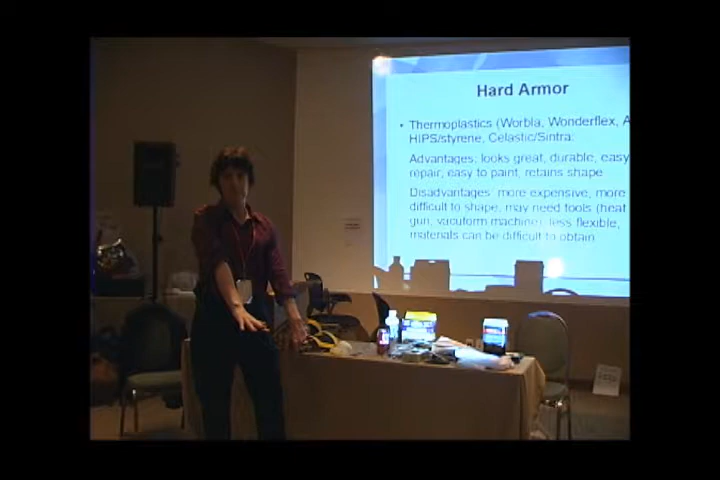 Hard Armor
• Thermoplastics (Worbla, Wonderflex, A
HIPS/styrene, Celastic/Sintra:
Advantages: looks great, durable, easy
repair, easy to paint, retains shape
Disadvantages: more expensive, more
difficult to shape, may need tools (heat
gun, vacuform machine), less flexible,
materials can be difficult to obtain